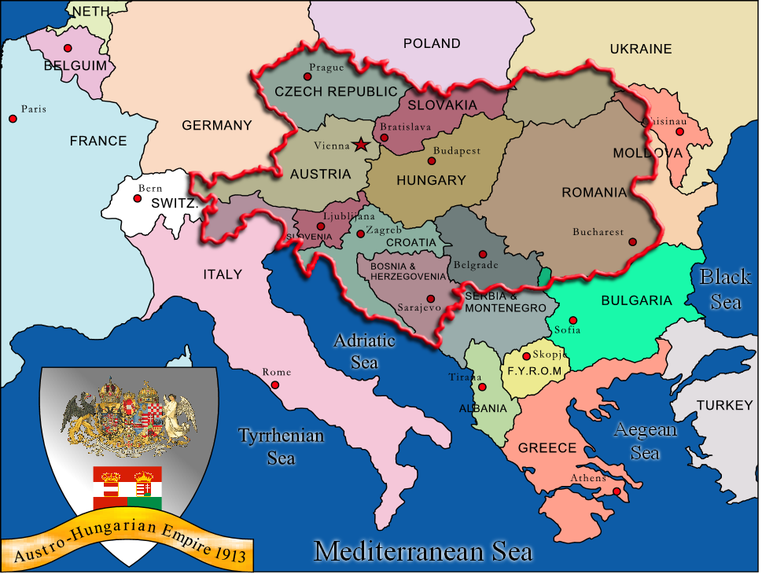 NETH.
BELGUIM
POLAND
UKRAINE
Prague
CZECH REPUBLIC
SLOVAKIA
Paris
FRANCE
GERMANY
Bratislava
Vienna
Budapest
AUSTRIA
HUNGARY
MOLLOVA
ROMANIA
Bern
SWITZ.
Ljubljana
SLOVENIA
Zagreb
CROATIA
Bucharest
Belgrade
ITALY
BOSNIA &
HERZEGOVENIA
Sarajevo
SERBIA &
MONTENEGRO
BULGARIA
Black
Sea
Sofia
Adriatic
Sea
Skopje
F.Y.R.O.M
Rome
Tirana
ALBANIA
TURKEY
Tyrrhenian
Sea
GREECE
Aegean
Sea
Athens
Austro-Hungarian Empire 1913
Mediterranean Sea